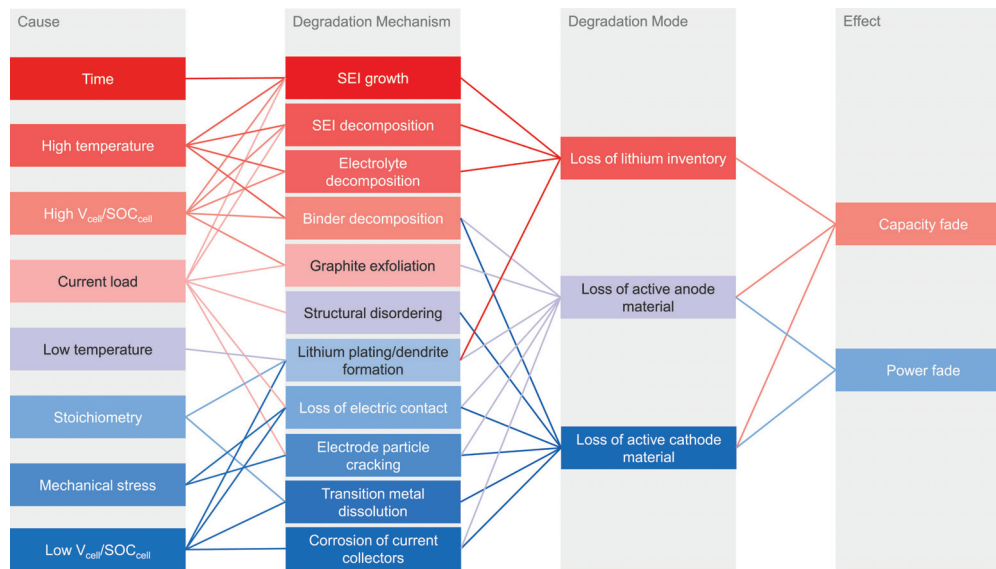 Cause
Time
High temperature
High Vcell/SOCcell
Current load
Low temperature
Stoichiometry
Mechanical stress
Low Vcell/SOCcell
Degradation Mechanism
SEI growth
SEI decomposition
Electrolyte
decomposition
Binder decomposition
Graphite exfoliation
Structural disordering
Lithium plating/dendrite
formation
Loss of electric contact
Electrode particle
cracking
Transition metal
dissolution
Corrosion of current
collectors
Degradation Mode
Loss of lithium inventory
Loss of active anode
material
Loss of active cathode
material
Effect
Capacity fade
Power fade